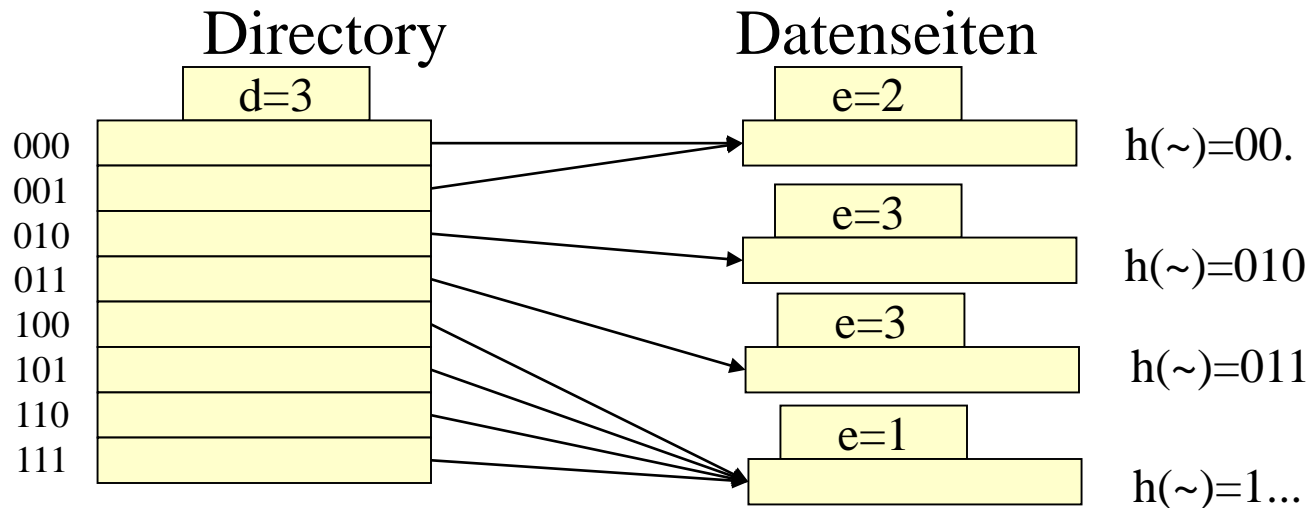 Directory
Datenseiten
d=3
e=2
000
h(~)=00.
001
e=3
010
h(~)=010
011
e=3
100
h(~)=011
101
110
e=1
111
h(~)=1...